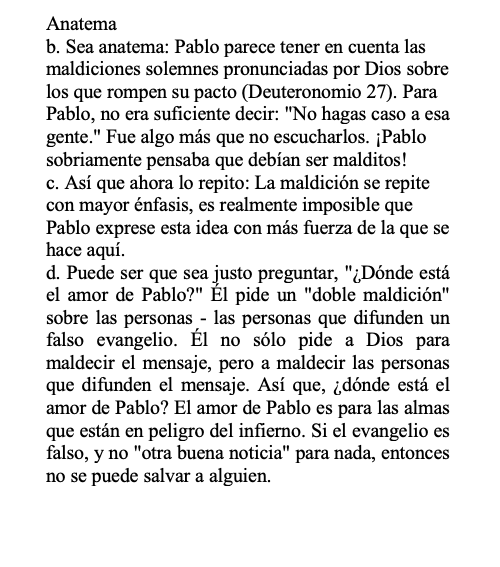 Anatema
b. Sea anatema: Pablo parece tener en cuenta las
maldiciones solemnes pronunciadas por Dios sobre
los que rompen su pacto (Deuteronomio 27). Para
Pablo, no era suficiente decir: "No hagas caso a esa
gente." Fue algo más que no escucharlos. ¡Pablo
sobriamente pensaba que debían ser malditos!
c. Así que ahora lo repito: La maldición se repite
con mayor énfasis, es realmente imposible que
Pablo exprese esta idea con más fuerza de la que se
hace aquí.
d. Puede ser que sea justo preguntar, "¿Dónde está
el amor de Pablo?" Él pide un "doble maldición"
sobre las personas - las personas que difunden un
falso evangelio. Él no sólo pide a Dios para
maldecir el mensaje, pero a maldecir las personas
que difunden el mensaje. Así que, ¿dónde está el
amor de Pablo? El amor de Pablo es para las almas
que están en peligro del infierno. Si el evangelio es
falso, y no "otra buena noticia" para nada, entonces
no se puede salvar a alguien.